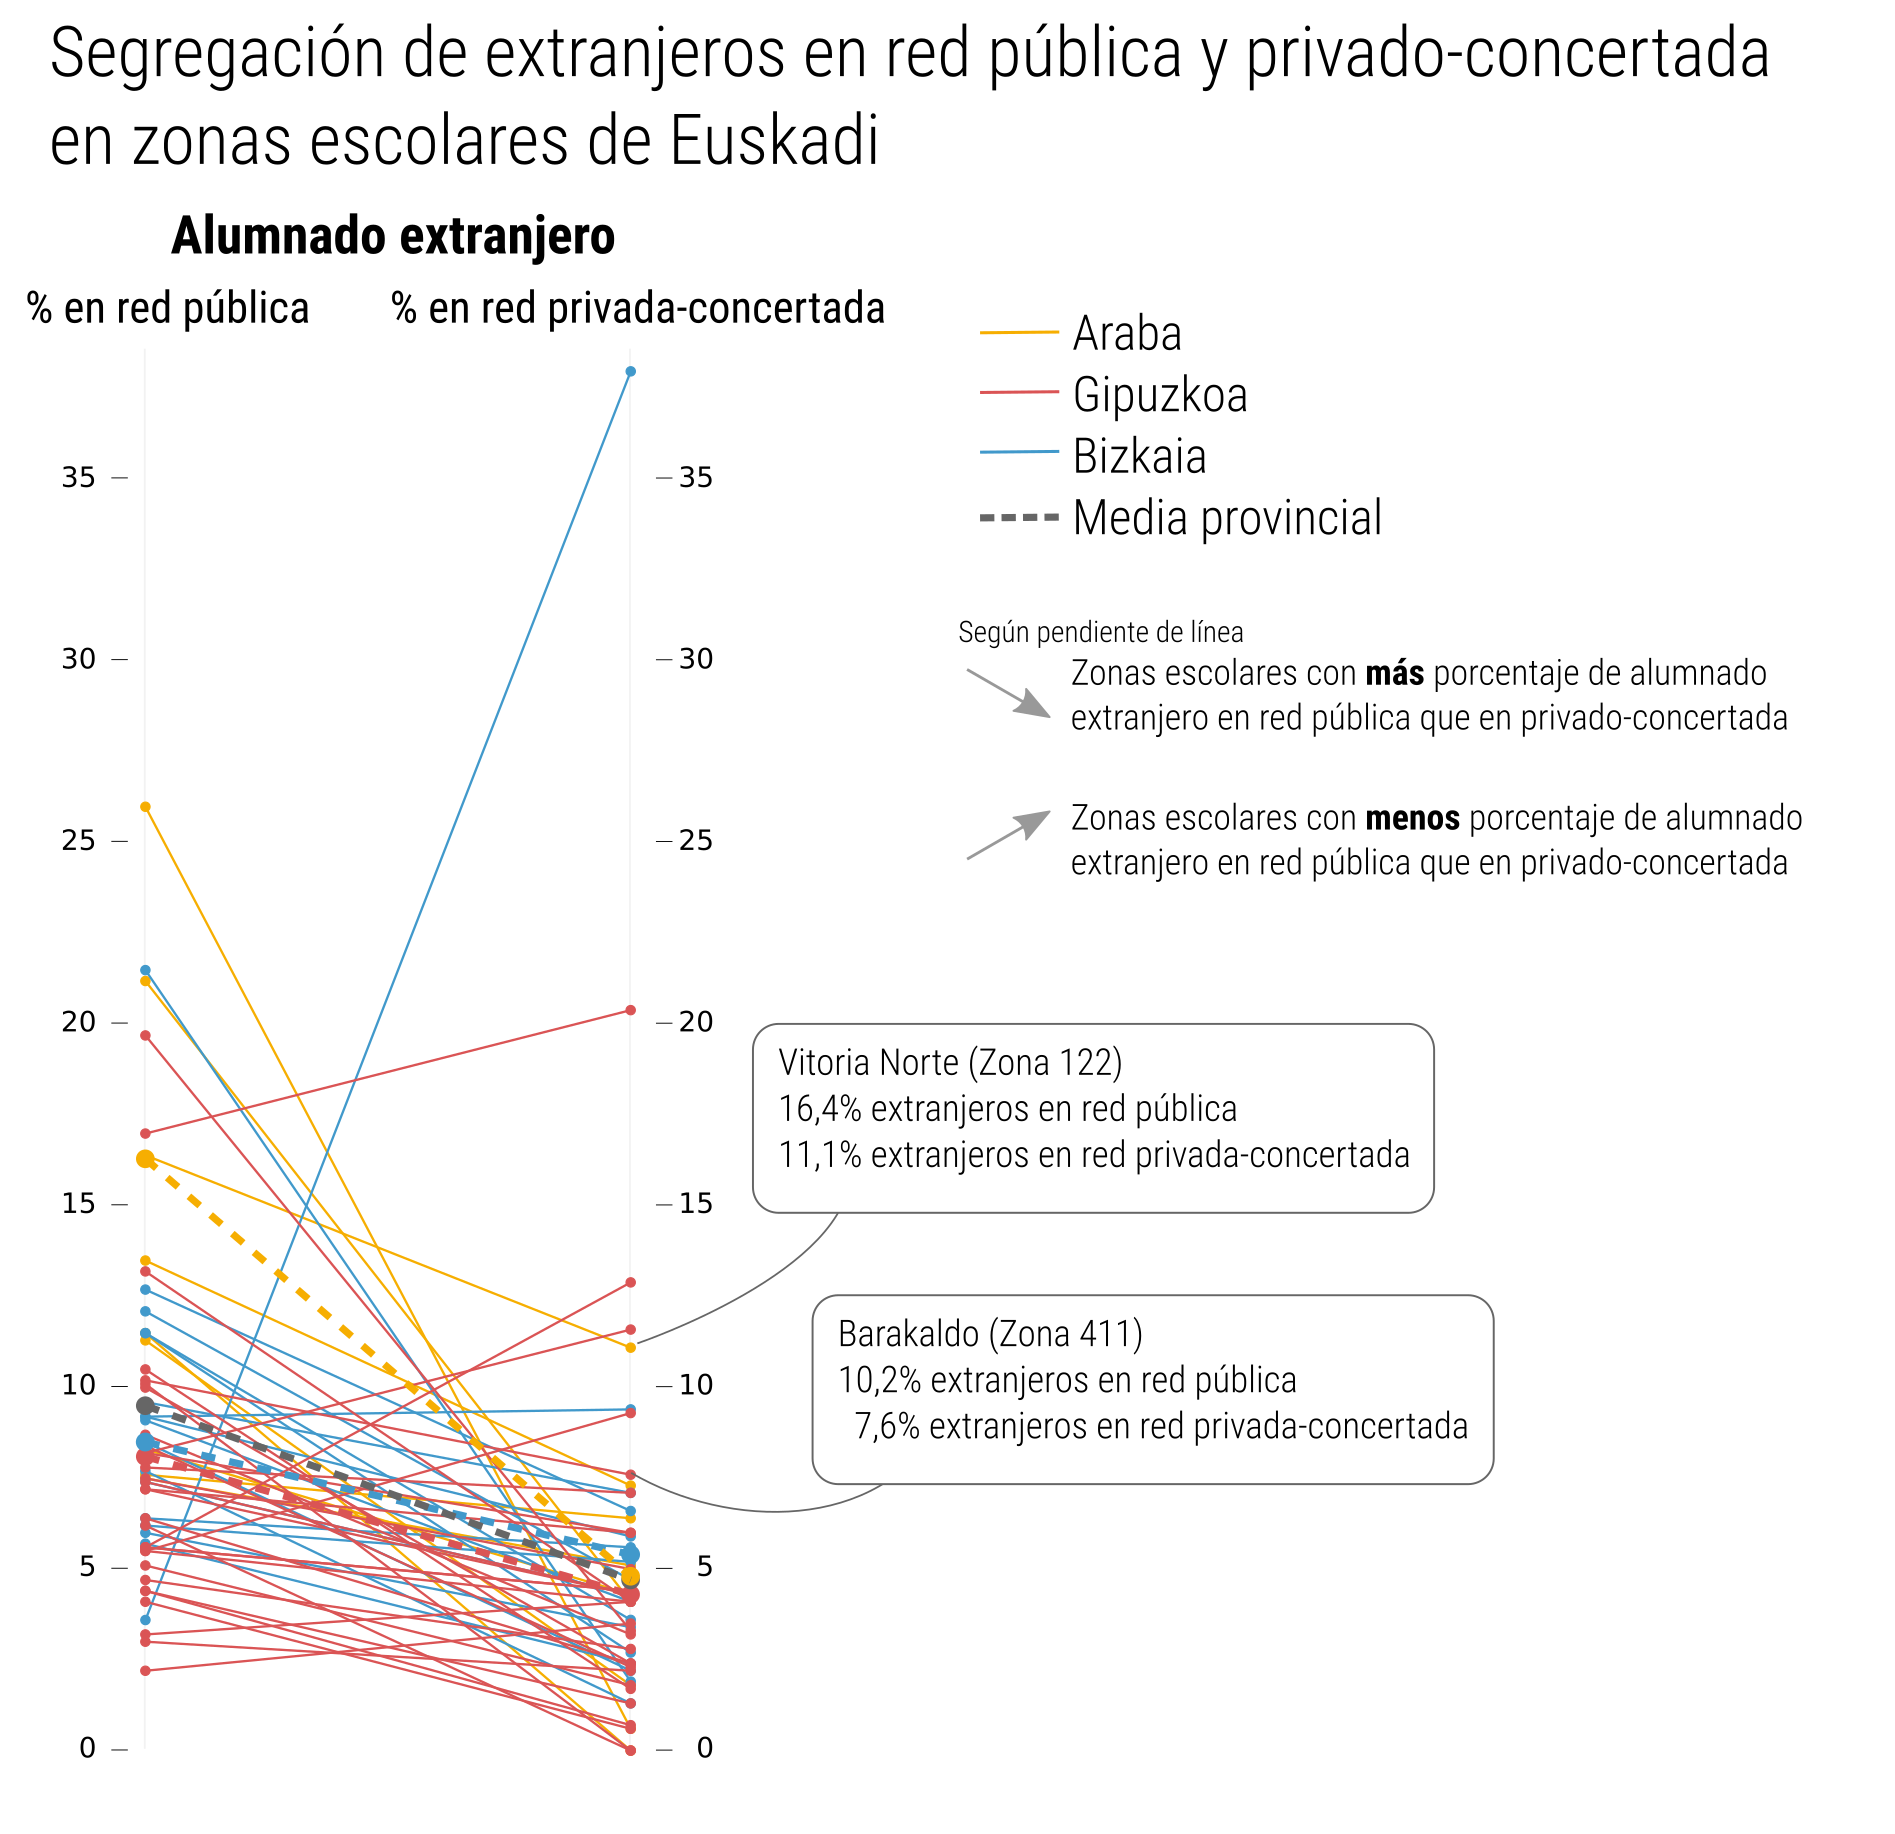 Segregación de extranjeros en red pública y privado-concertada
en zonas escolares de Euskadi
Alumnado extranjero
% en red pública
% en red privada-concertada
Araba
Gipuzkoa
Bizkaia
Media provincial
Según pendiente de línea
Zonas escolares con más porcentaje de alumnado
extranjero en red pública que en privado-concertada
Zonas escolares con menos porcentaje de alumnado
extranjero en red pública que en privado-concertada
35
30
25
20
15
10
5
0
35
30
25
20
15
10
5
0
Vitoria Norte (Zona 122)
16,4% extranjeros en red pública
11,1% extranjeros en red privada-concertada
Barakaldo (Zona 411)
10,2% extranjeros en red pública
7,6% extranjeros en red privada-concertada